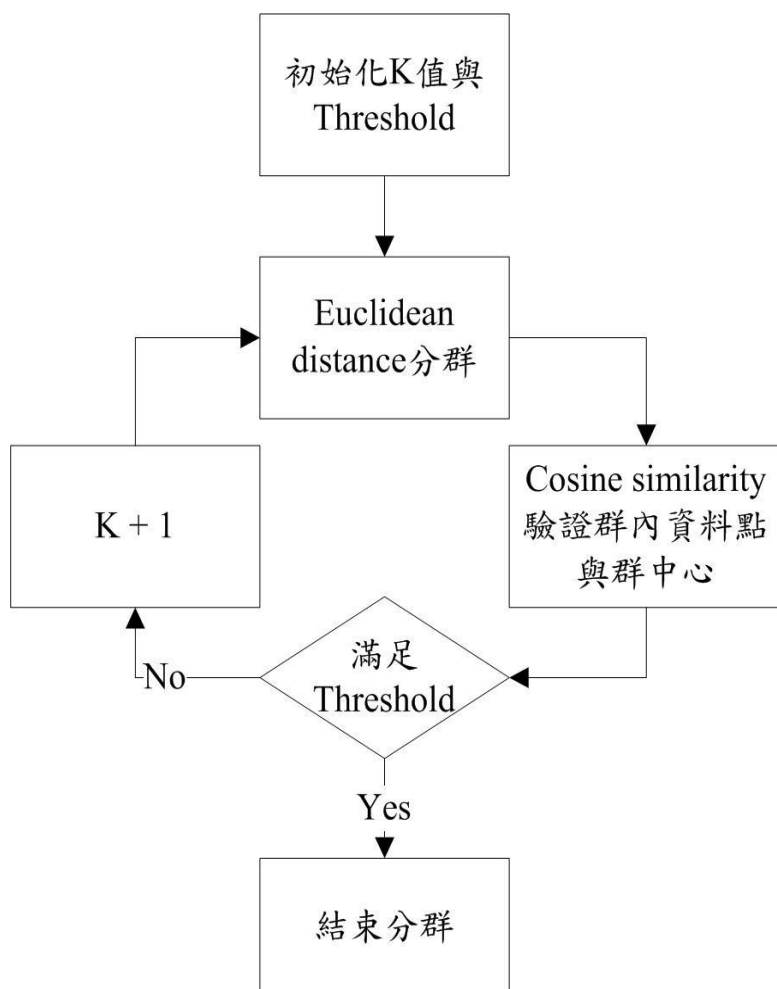 初始化K值與
Threshold
Euclidean
distance分群
Cosine similarity
驗證群內資料點
與群中心
K + 1
滿足
Threshold
No
Yes
結束分群